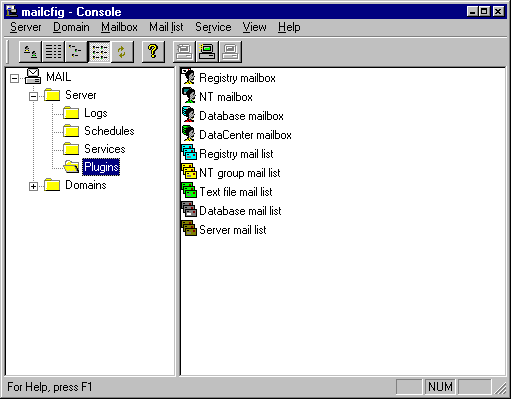 mailcfg - Console
Server Domain Mailbox Mail list Service View Help
?
MAIL
Server
Logs
Schedules
Services
Plugins
Domains
Registry mailbox
NT mailbox
Database mailbox
DataCenter mailbox
Registry mail list
NT group mail list
Text file mail list
Database mail list
Server mail list
For Help, press F1
NUM